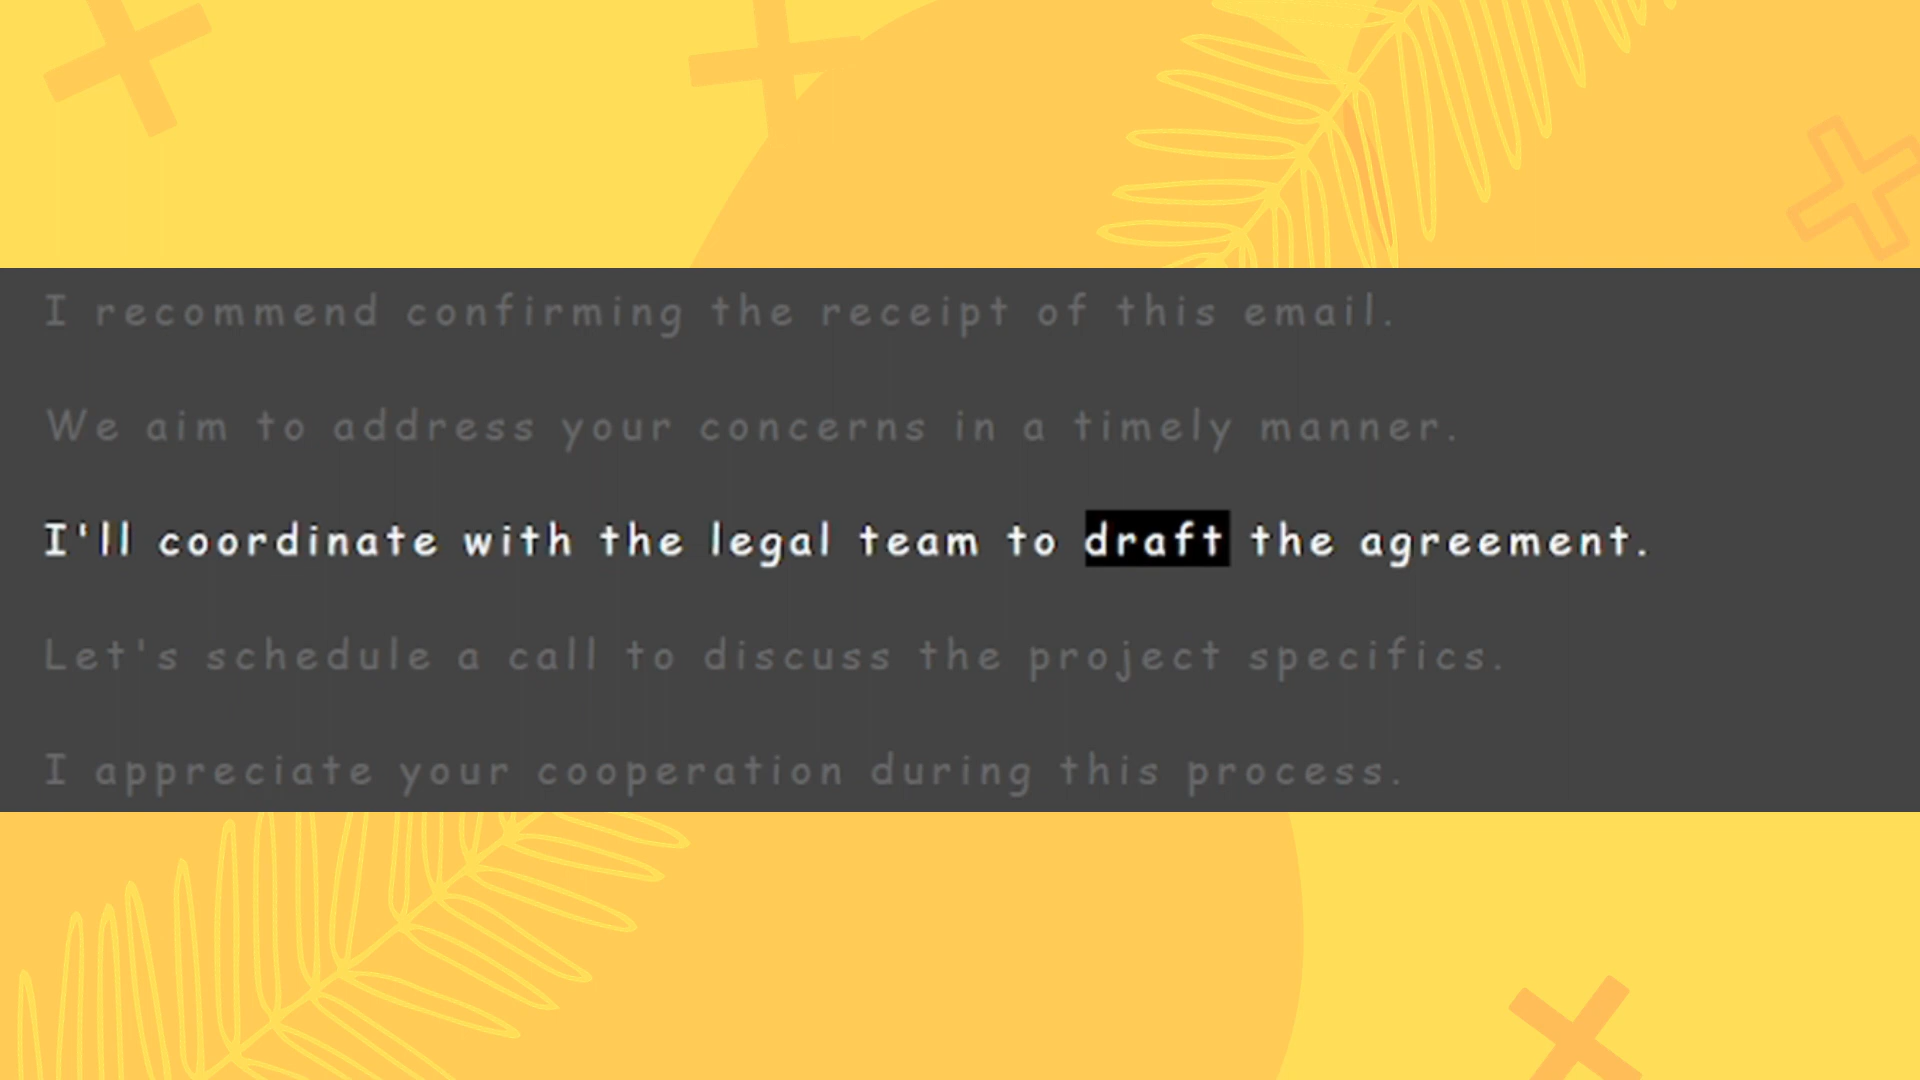 I recommend confirming the receipt of this email.
We aim to address your concerns in a timely manner.
I'll coordinate with the legal team to draft the agreement.
Let's schedule a call to discuss the project specifics.
I appreciate your cooperation during this process.